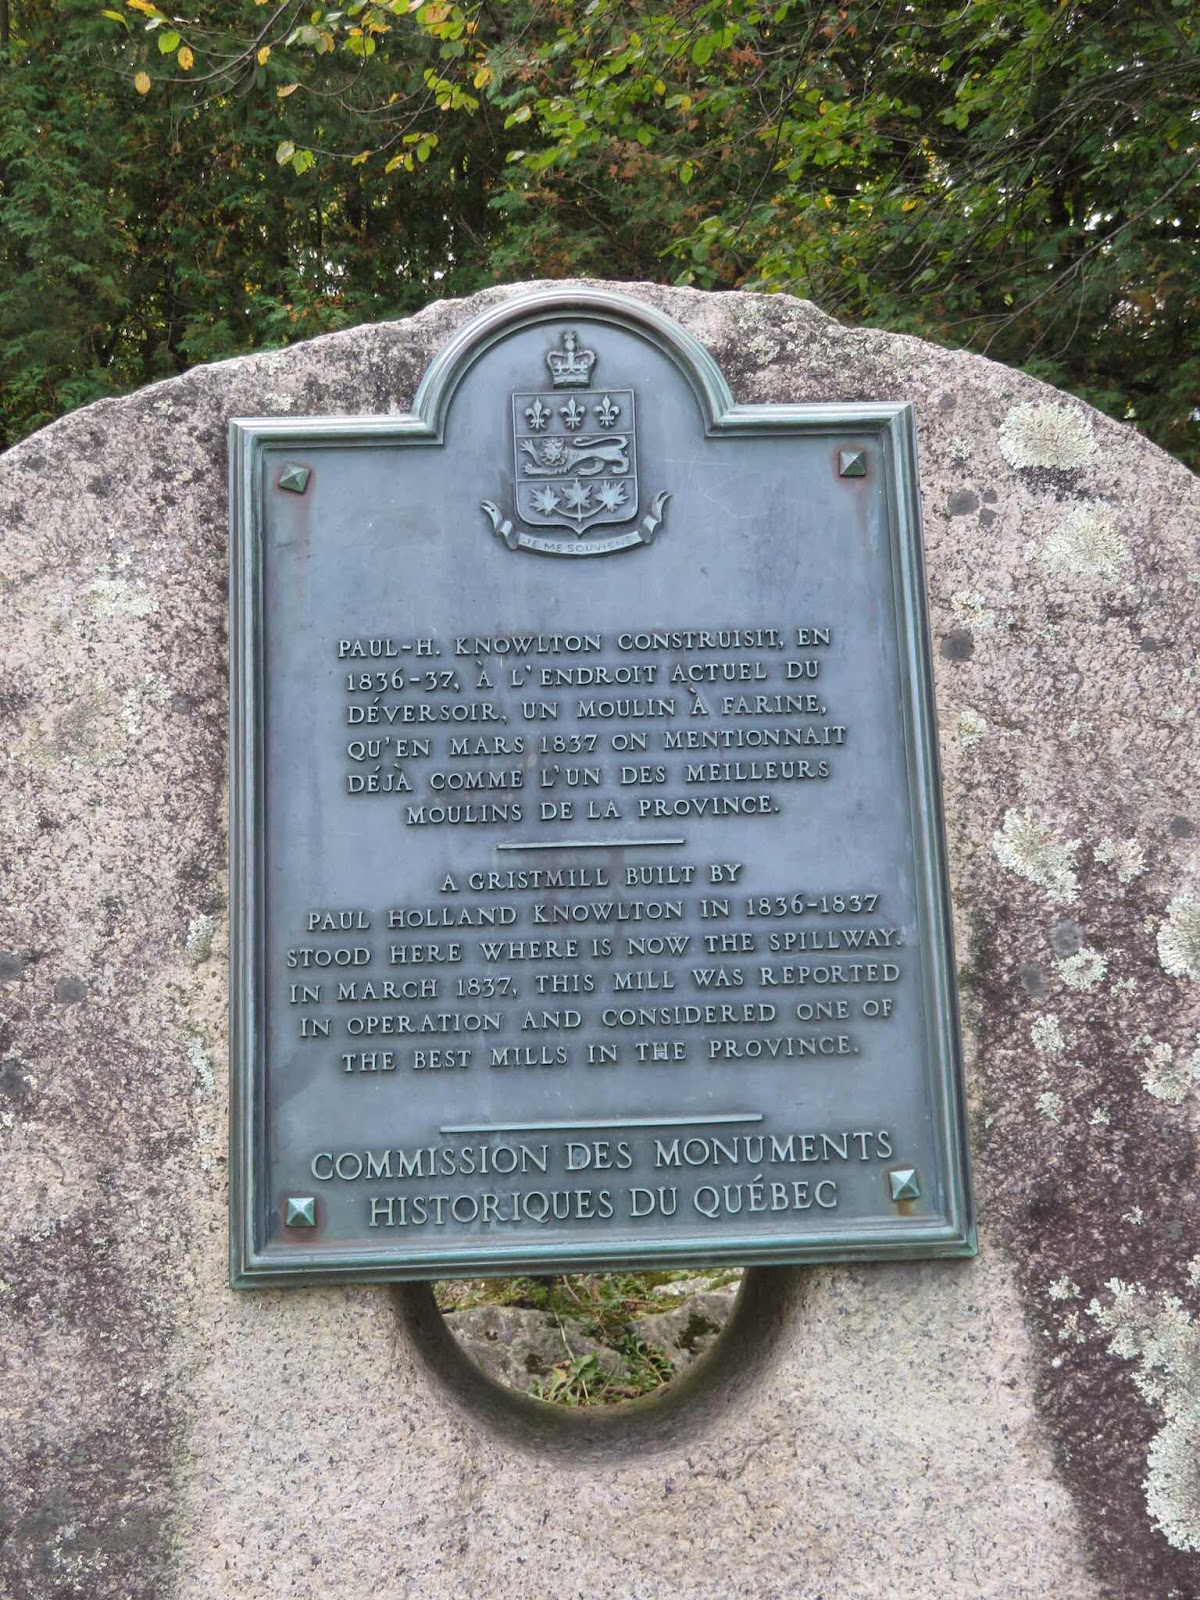 JE ME SOUVIENS
PAUL-H. KNOWLTON CONSTRUISIT, EN
1836-37, À L'ENDROIT ACTUEL DU
DÉVERSOIR, UN MOULIN À FARINE,
QU'EN MARS 1837 ON MENTIONNAIT
DÉJÀ COMME L'UN DES MEILLEURS
MOULINS DE LA PROVINCE.
A GRISTMILL BUILT BY
PAUL HOLLAND KNOWLTON IN 1836-1837
STOOD HERE WHERE IS NOW THE SPILLWAY.
IN MARCH 1837, THIS MILL WAS REPORTED
IN OPERATION AND CONSIDERED ONE OF
THE BEST MILLS IN THE PROVINCE.
COMMISSION DES MONUMENTS
HISTORIQUES DU QUÉBEC